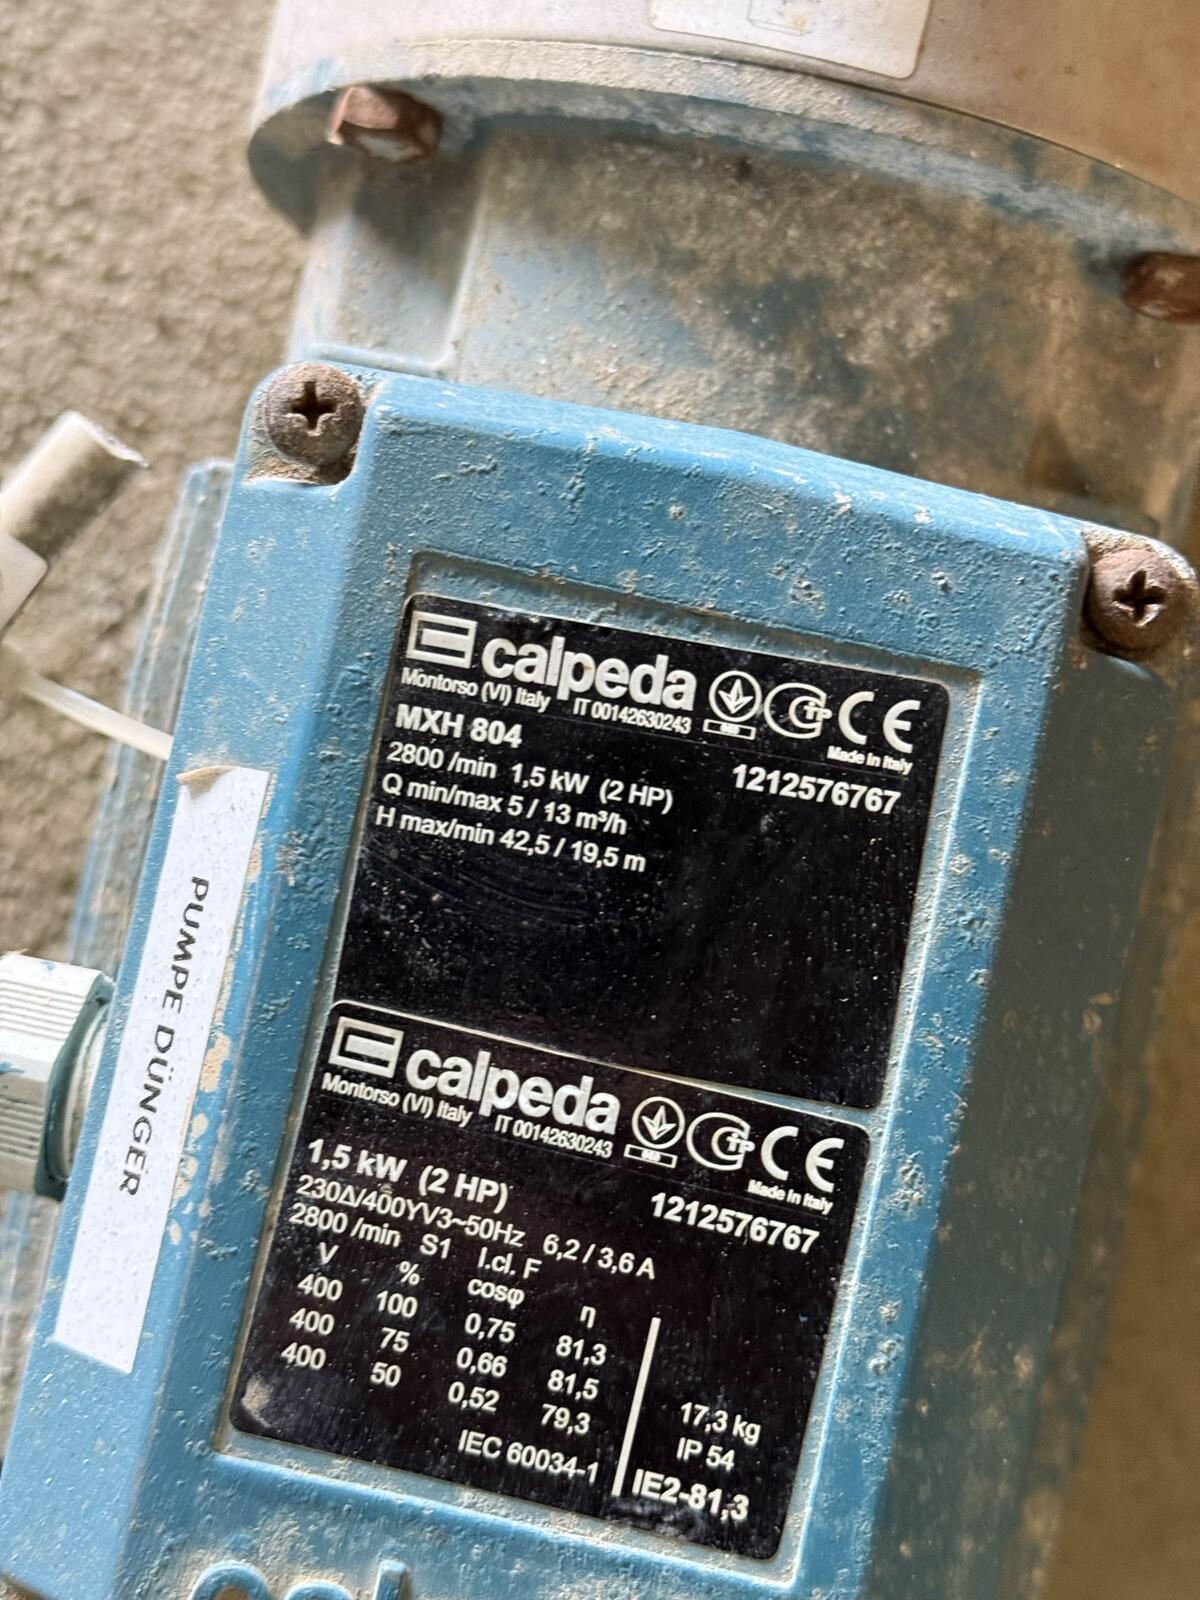 calpeda
Montorso (VI) Italy IT 00142630243
Made in Italy
MXH 804
1212576767
2800 /min 1,5 kW (2 HP)
Q min/max 5 / 13 m³/h
H max/min 42,5 / 19,5 m
calpeda
Montorso (VI) Italy IT 00142630243
Made in Italy
1,5 kW (2 HP)
1212576767
230Δ/400YV3~50Hz 6,2 / 3,6 A
2800 /min S1 I.cl. F
V % cosφ η
400 100 0,75 81,3
400 75 0,66 81,5
400 50 0,52 79,3
17,3 kg
IP 54
IEC 60034-1
IE2-81,3
PUMPE DÜNGER